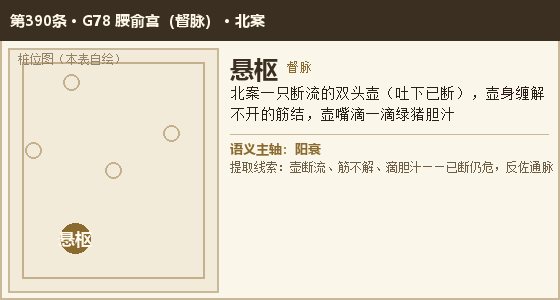 第390条·G78 腰俞宫（督脉）·北案
桩位图（本表自绘）
悬枢 督脉
北案一只断流的双头壶（吐下已断），壶身缠解
不开的筋结，壶嘴滴一滴绿猪胆汁
语义主轴：阳衰
提取线索：壶断流、筋不解、滴胆汁——已断仍危，反佐通脉
悬枢